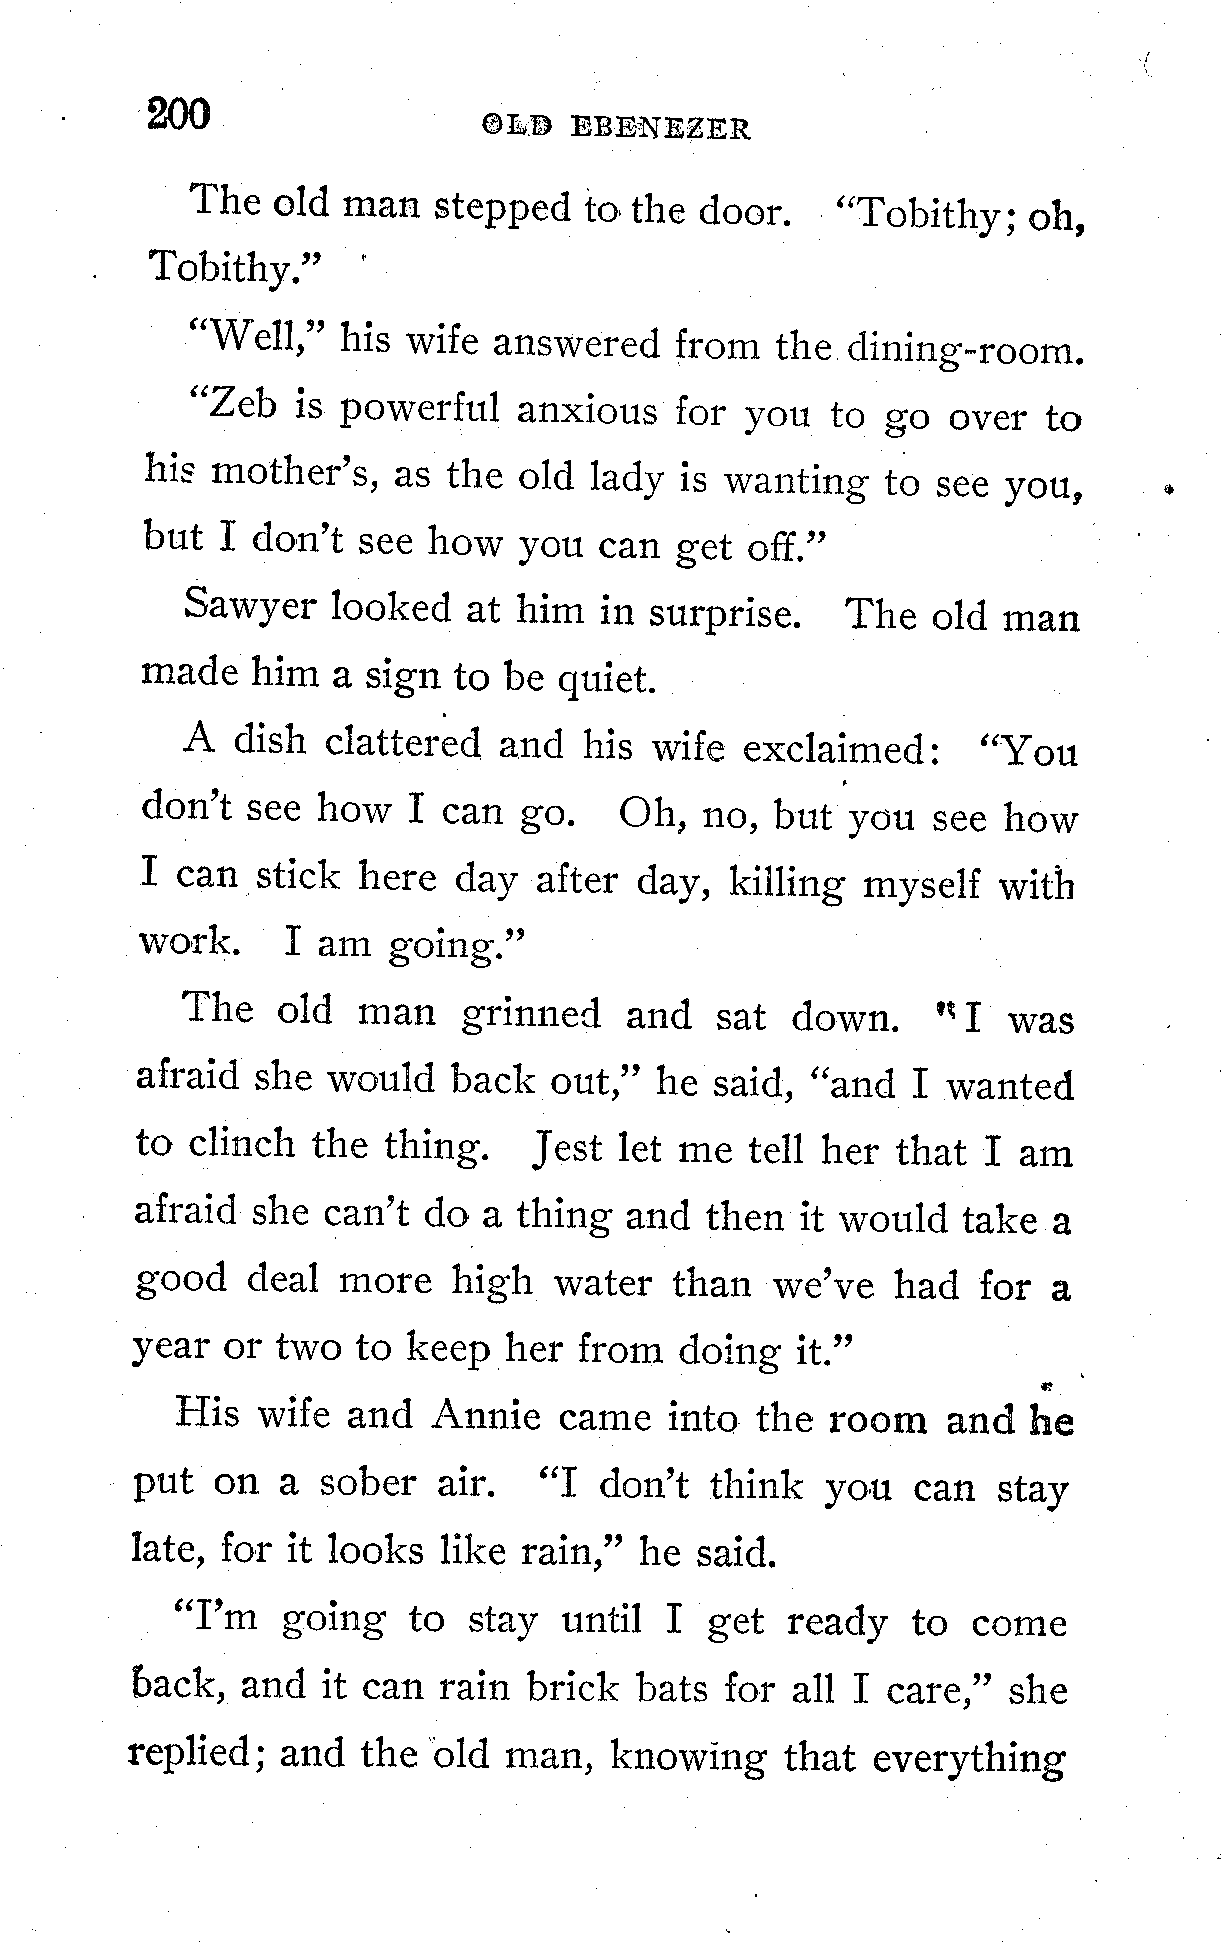 200
OLD EBENEZER
The old man stepped to the door. “Tobithy; oh,
Tobithy.”
“Well,” his wife answered from the dining-room.
“Zeb is powerful anxious for you to go over to
his mother’s, as the old lady is wanting to see you,
but I don’t see how you can get off.”
Sawyer looked at him in surprise. The old man
made him a sign to be quiet.
A dish clattered and his wife exclaimed: “You
don’t see how I can go. Oh, no, but you see how
I can stick here day after day, killing myself with
work. I am going.”
The old man grinned and sat down. “I was
afraid she would back out,” he said, “and I wanted
to clinch the thing. Jest let me tell her that I am
afraid she can’t do a thing and then it would take a
good deal more high water than we’ve had for a
year or two to keep her from doing it.”
His wife and Annie came into the room and he
put on a sober air. “I don’t think you can stay
late, for it looks like rain,” he said.
“I’m going to stay until I get ready to come
back, and it can rain brick bats for all I care,” she
replied; and the old man, knowing that everything